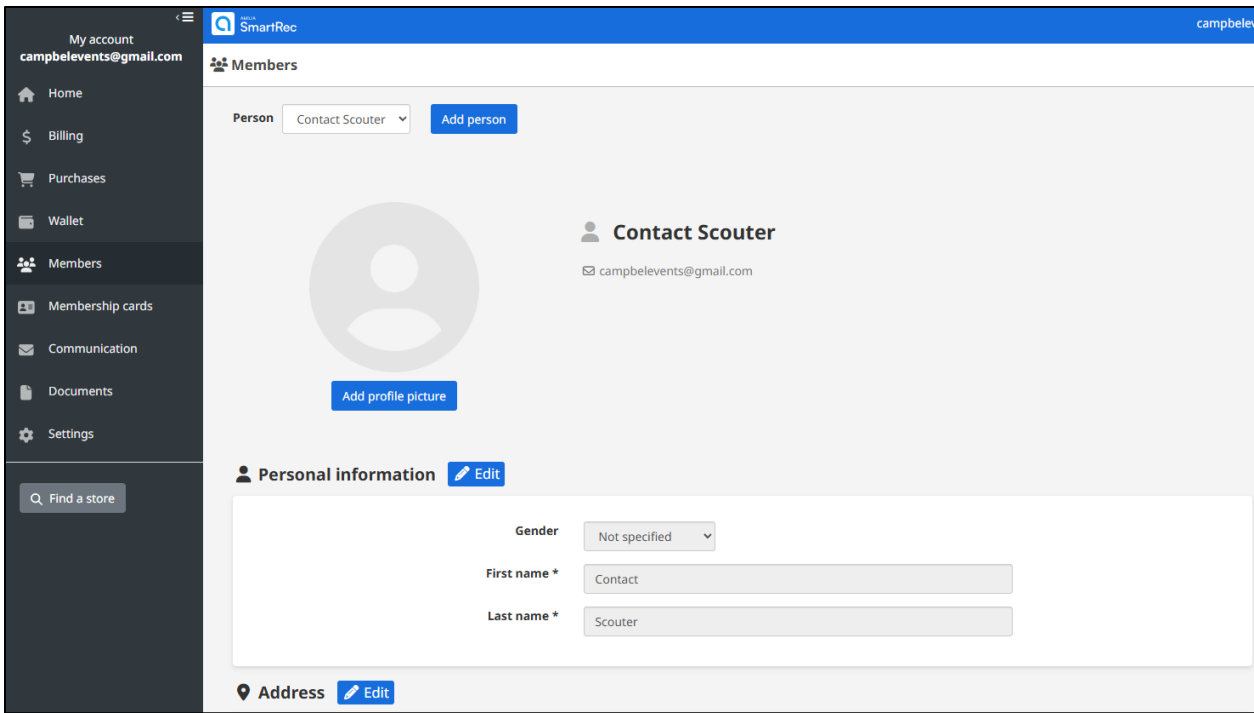 My account
campbelevents@gmail.com
Home
Billing
Purchases
Wallet
Members
Membership cards
Communication
Documents
Settings
Find a store
AMILIA
SmartRec
campbelev
Members
Person
Contact Scouter
Add person
Contact Scouter
campbelevents@gmail.com
Add profile picture
Personal information
Edit
Gender
Not specified
First name *
Contact
Last name *
Scouter
Address
Edit